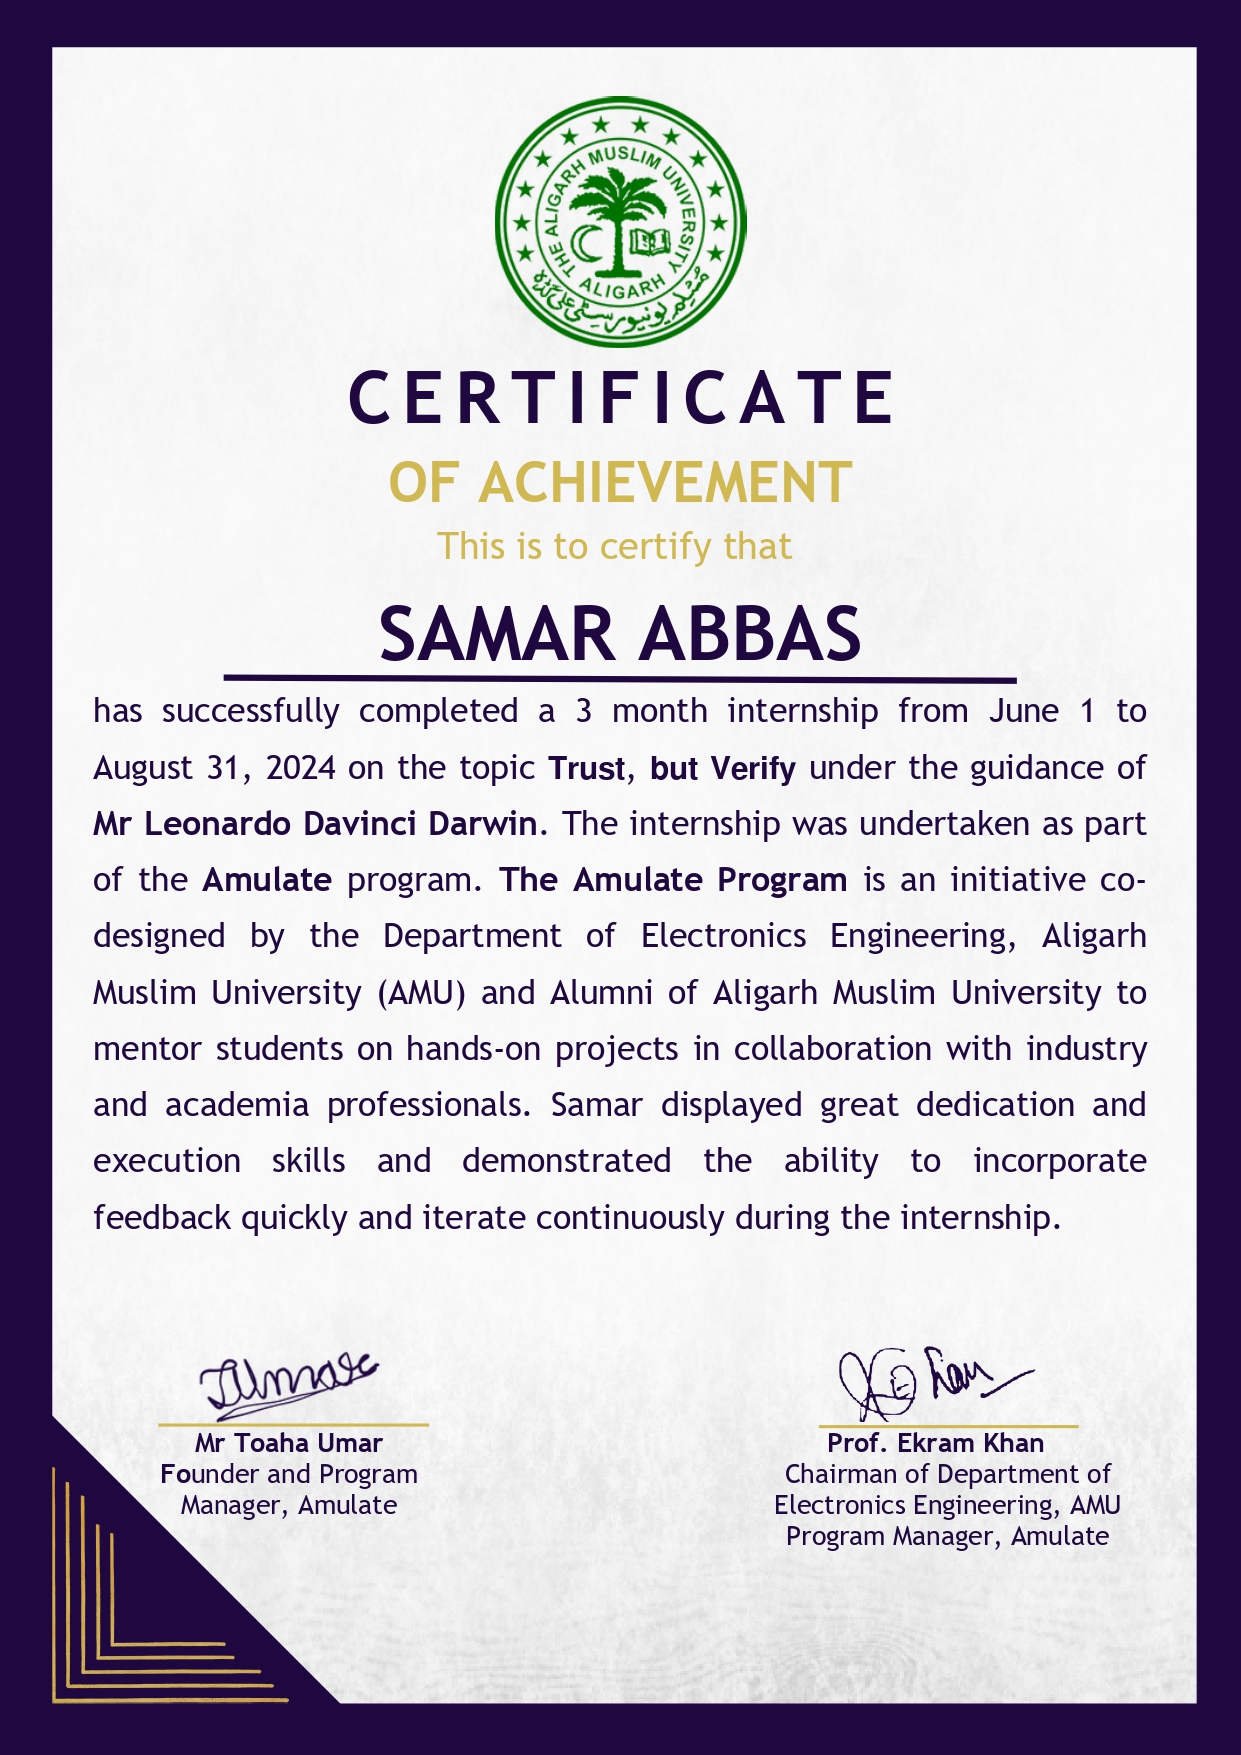 THE ALIGARH MUSLIM UNIVERSITY
ALIGARH
مسلم یونیورسٹی علی گڑھ
CERTIFICATE
OF ACHIEVEMENT
This is to certify that
SAMAR ABBAS
has successfully completed a 3 month internship from June 1 to
August 31, 2024 on the topic Trust, but Verify under the guidance of
Mr Leonardo Davinci Darwin. The internship was undertaken as part
of the Amulate program. The Amulate Program is an initiative co-
designed by the Department of Electronics Engineering, Aligarh
Muslim University (AMU) and Alumni of Aligarh Muslim University to
mentor students on hands-on projects in collaboration with industry
and academia professionals. Samar displayed great dedication and
execution skills and demonstrated the ability to incorporate
feedback quickly and iterate continuously during the internship.
Mr Toaha Umar
Founder and Program
Manager, Amulate
Prof. Ekram Khan
Chairman of Department of
Electronics Engineering, AMU
Program Manager, Amulate